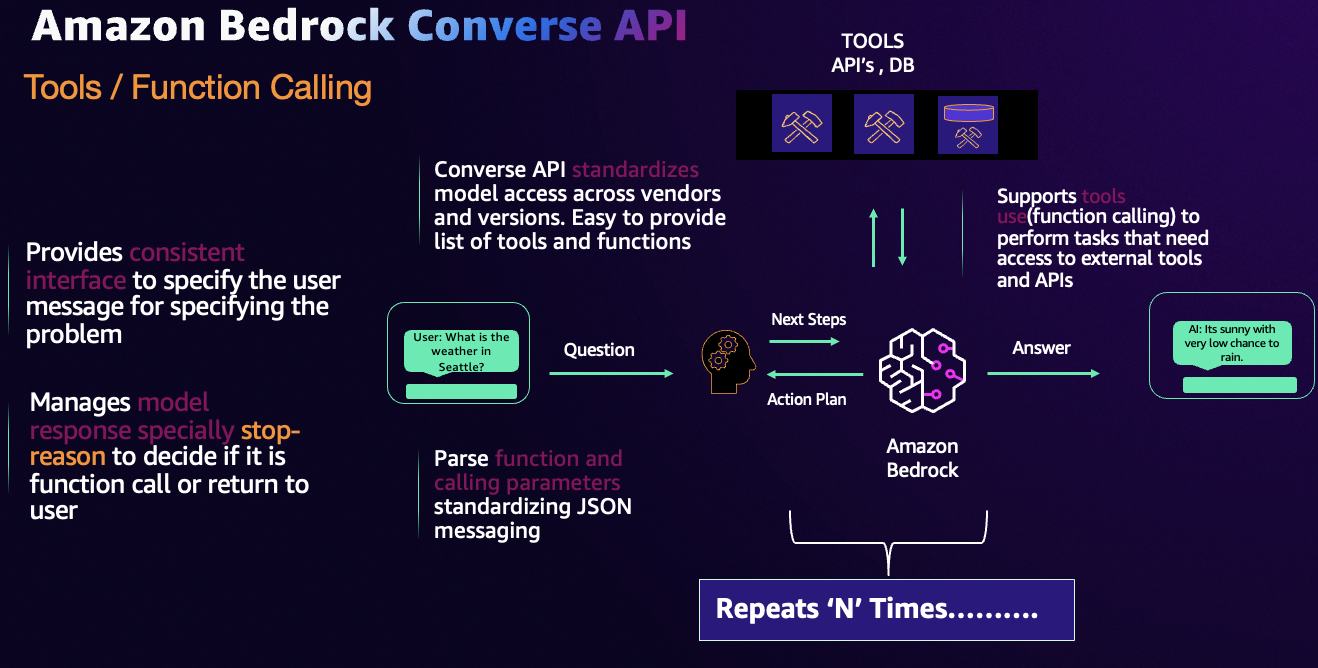 Amazon Bedrock Converse API
Tools / Function Calling
TOOLS
API's , DB
Converse API standardizes
model access across vendors
and versions. Easy to provide
list of tools and functions
Supports tools
use(function calling) to
perform tasks that need
access to external tools
and APIs
Provides consistent
interface to specify the user
message for specifying the
problem
User: What is the
weather in
Seattle?
Question
Next Steps
Action Plan
Amazon
Bedrock
Answer
AI: Its sunny with
very low chance to
rain.
Manages model
response specially stop-
reason to decide if it is
function call or return to
user
Parse function and
calling parameters
standardizing JSON
messaging
Repeats ‘N’ Times……….